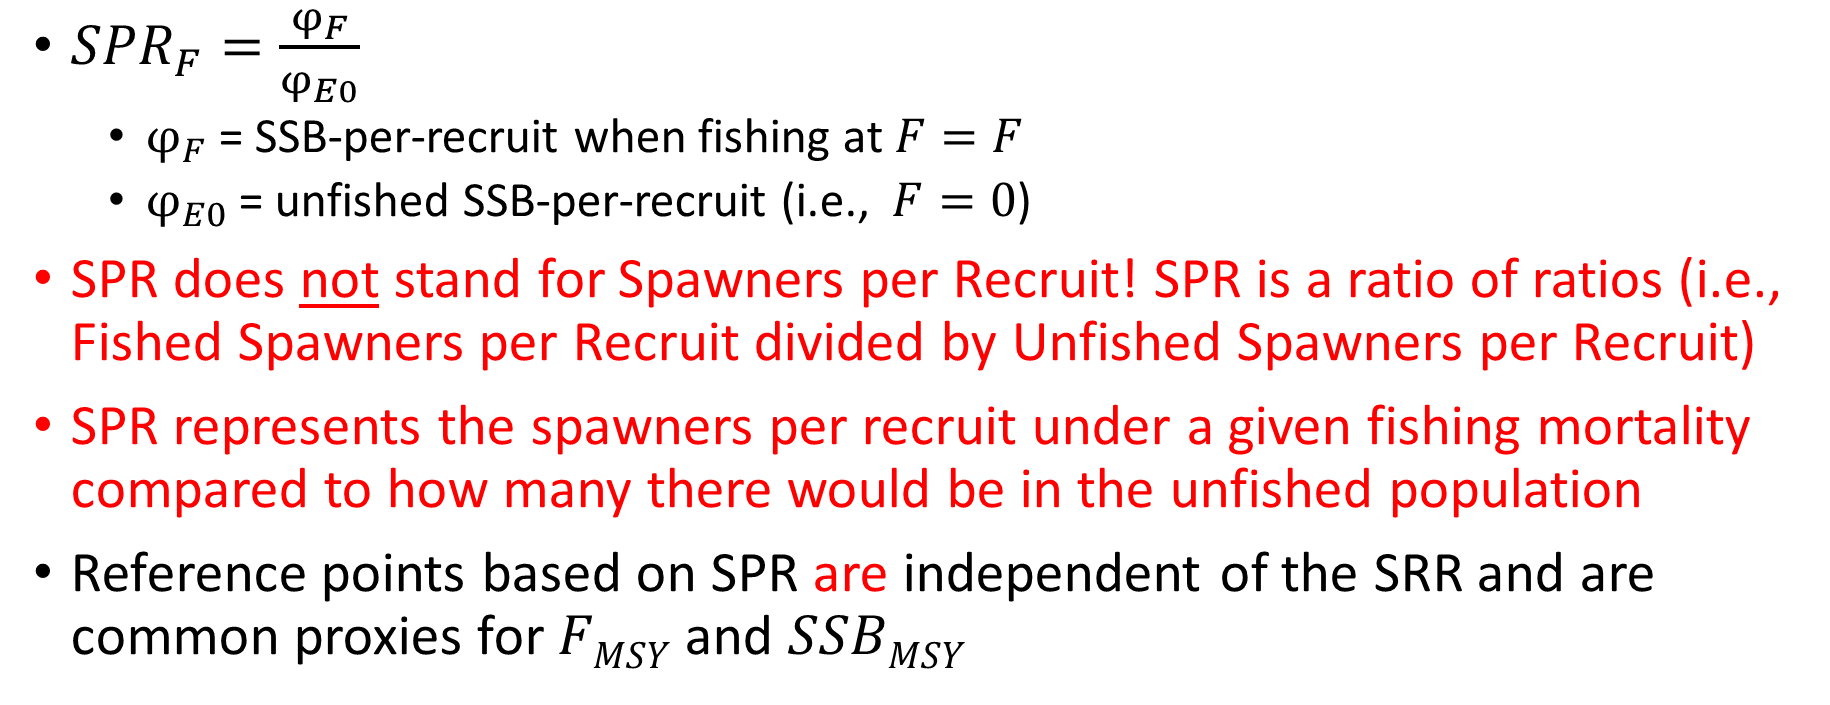 • SPR_F = φ_F / φ_E0
• φ_F = SSB-per-recruit when fishing at F = F
• φ_E0 = unfished SSB-per-recruit (i.e., F = 0)
• SPR does not stand for Spawners per Recruit! SPR is a ratio of ratios (i.e.,
Fished Spawners per Recruit divided by Unfished Spawners per Recruit)
• SPR represents the spawners per recruit under a given fishing mortality
compared to how many there would be in the unfished population
• Reference points based on SPR are independent of the SRR and are
common proxies for F_MSY and SSB_MSY